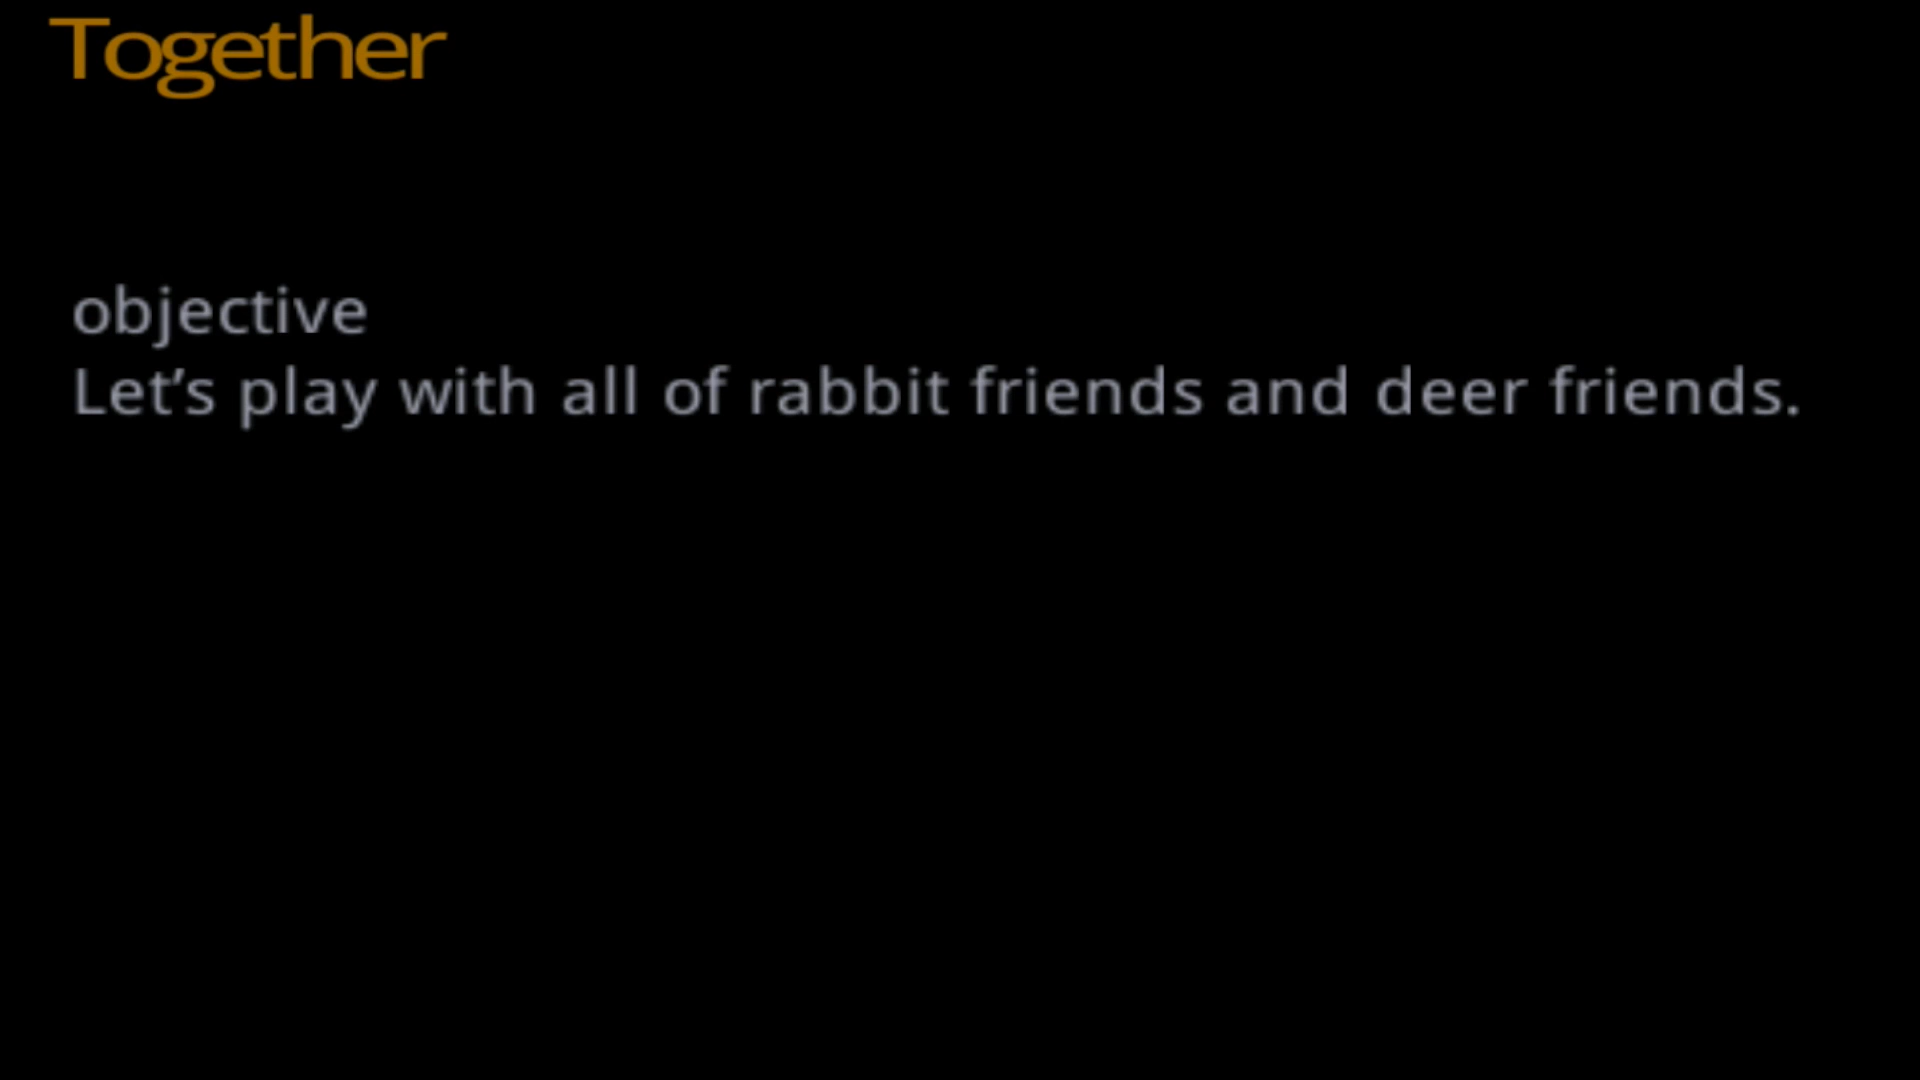 Together
objective
Let’s play with all of rabbit friends and deer friends.